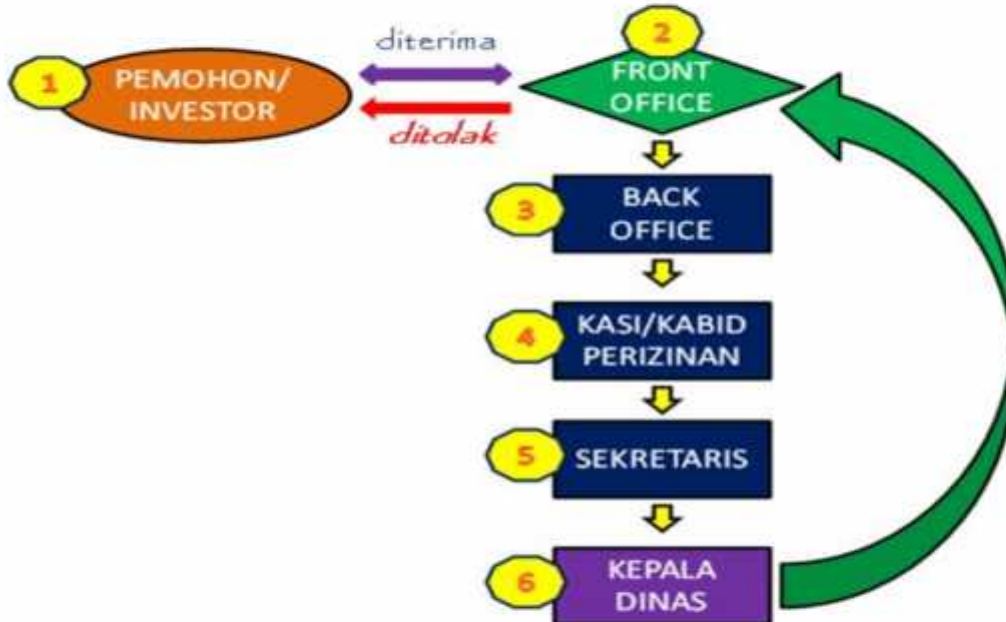 1
PEMOHON/
INVESTOR
diterima
ditolak
2
FRONT
OFFICE
3
BACK
OFFICE
4
KASI/KABID
PERIZINAN
5
SEKRETARIS
6
KEPALA
DINAS